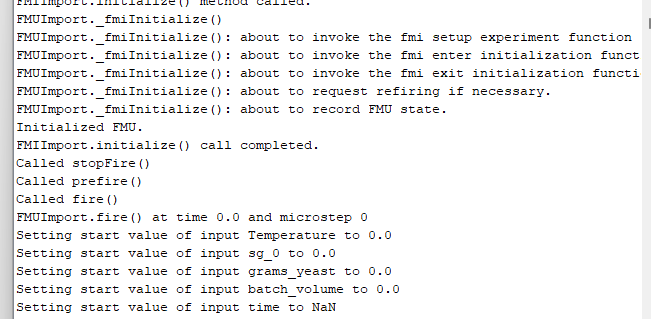 FMIImport.initialize() method called.
FMUImport._fmiInitialize()
FMUImport._fmiInitialize(): about to invoke the fmi setup experiment function
FMUImport._fmiInitialize(): about to invoke the fmi enter initialization funct
FMUImport._fmiInitialize(): about to invoke the fmi exit initialization functi
FMUImport._fmiInitialize(): about to request refiring if necessary.
FMUImport._fmiInitialize(): about to record FMU state.
Initialized FMU.
FMIImport.initialize() call completed.
Called stopFire()
Called prefire()
Called fire()
FMUImport.fire() at time 0.0 and microstep 0
Setting start value of input Temperature to 0.0
Setting start value of input sg_0 to 0.0
Setting start value of input grams_yeast to 0.0
Setting start value of input batch_volume to 0.0
Setting start value of input time to NaN